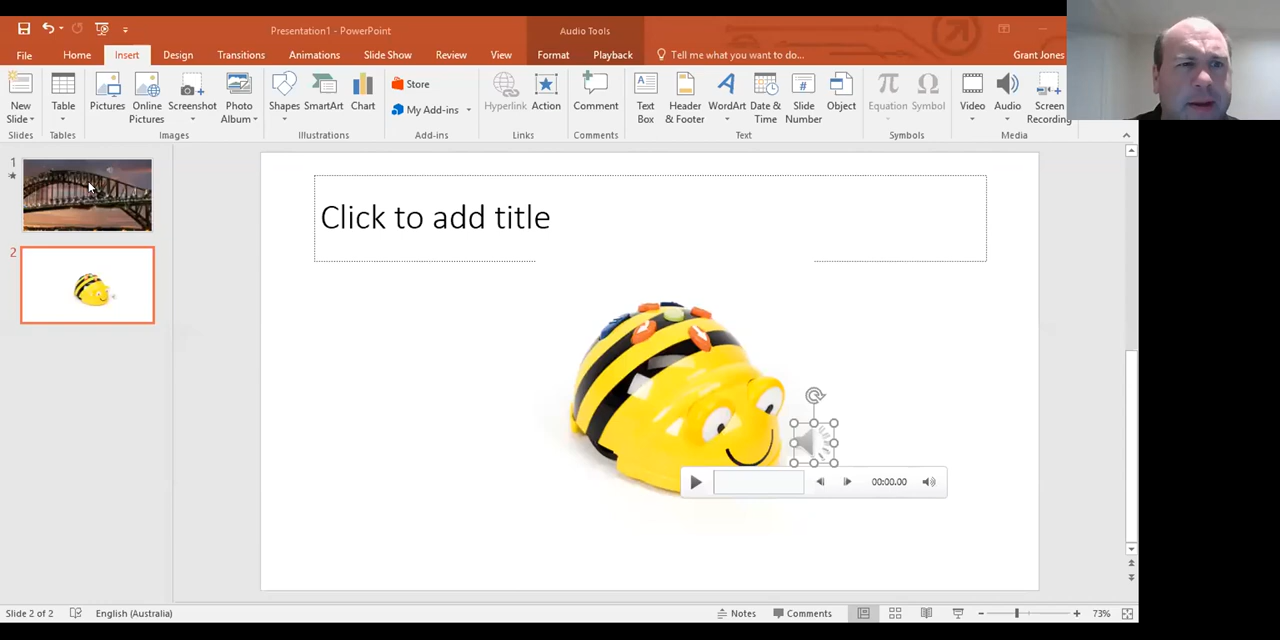 Presentation1 - PowerPoint
Audio Tools
File Home Insert Design Transitions Animations Slide Show Review View Format Playback Tell me what you want to do... Grant Jones
New Slide
Table
Pictures
Online Pictures
Screenshot
Photo Album
Shapes
SmartArt
Chart
Store
My Add-ins
Hyperlink
Action
Comment
Text Box
Header & Footer
WordArt
Date & Time
Slide Number
Object
Equation
Symbol
Video
Audio
Screen Recording
Slides Tables Images Illustrations Add-ins Links Comments Text Symbols Media
1
2
Click to add title
00:00.00
Slide 2 of 2 English (Australia) Notes Comments 73%